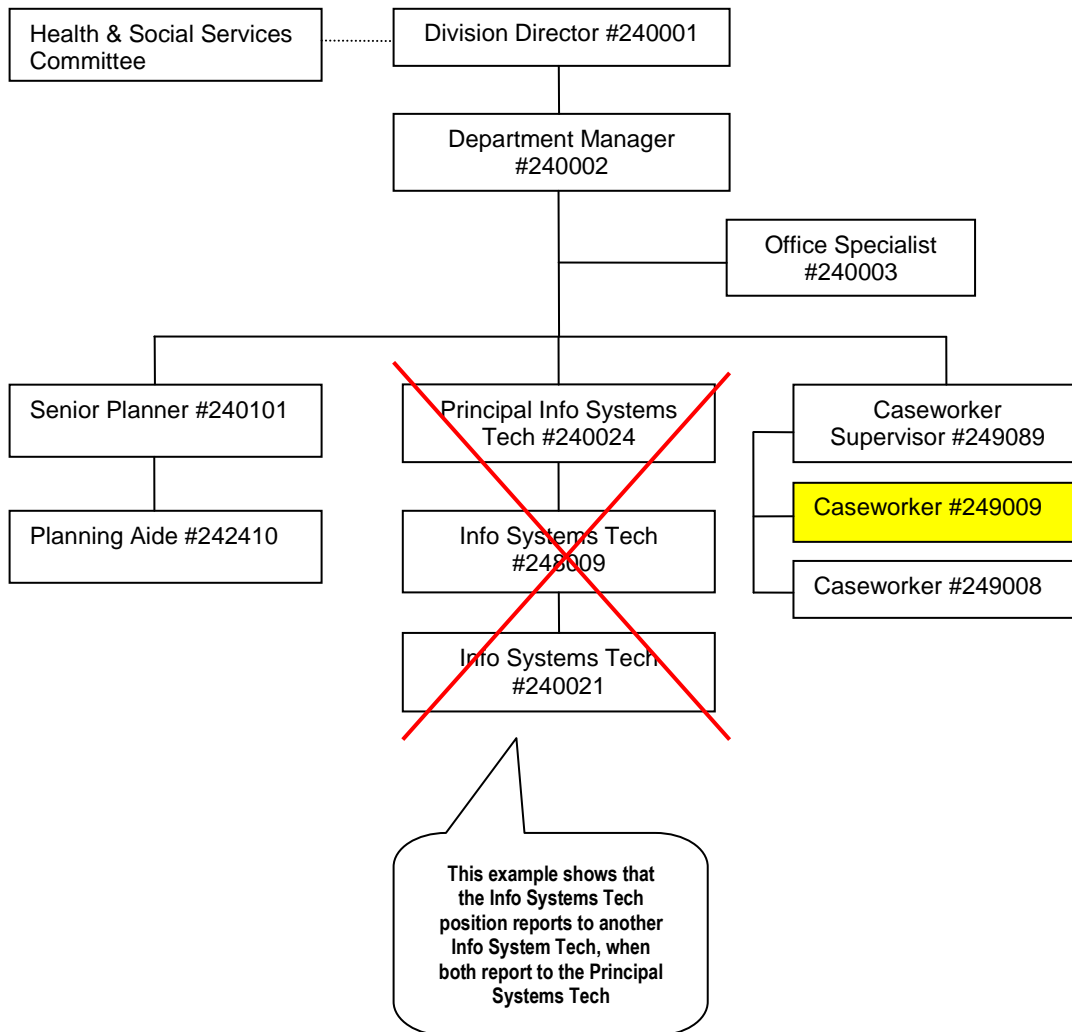 Health & Social Services
Committee
Division Director #240001
Department Manager
#240002
Office Specialist
#240003
Senior Planner #240101
Principal Info Systems
Tech #240024
Caseworker
Supervisor #249089
Planning Aide #242410
Info Systems Tech
#248009
Caseworker #249009
Caseworker #249008
Info Systems Tech
#240021
This example shows that
the Info Systems Tech
position reports to another
Info System Tech, when
both report to the Principal
Systems Tech